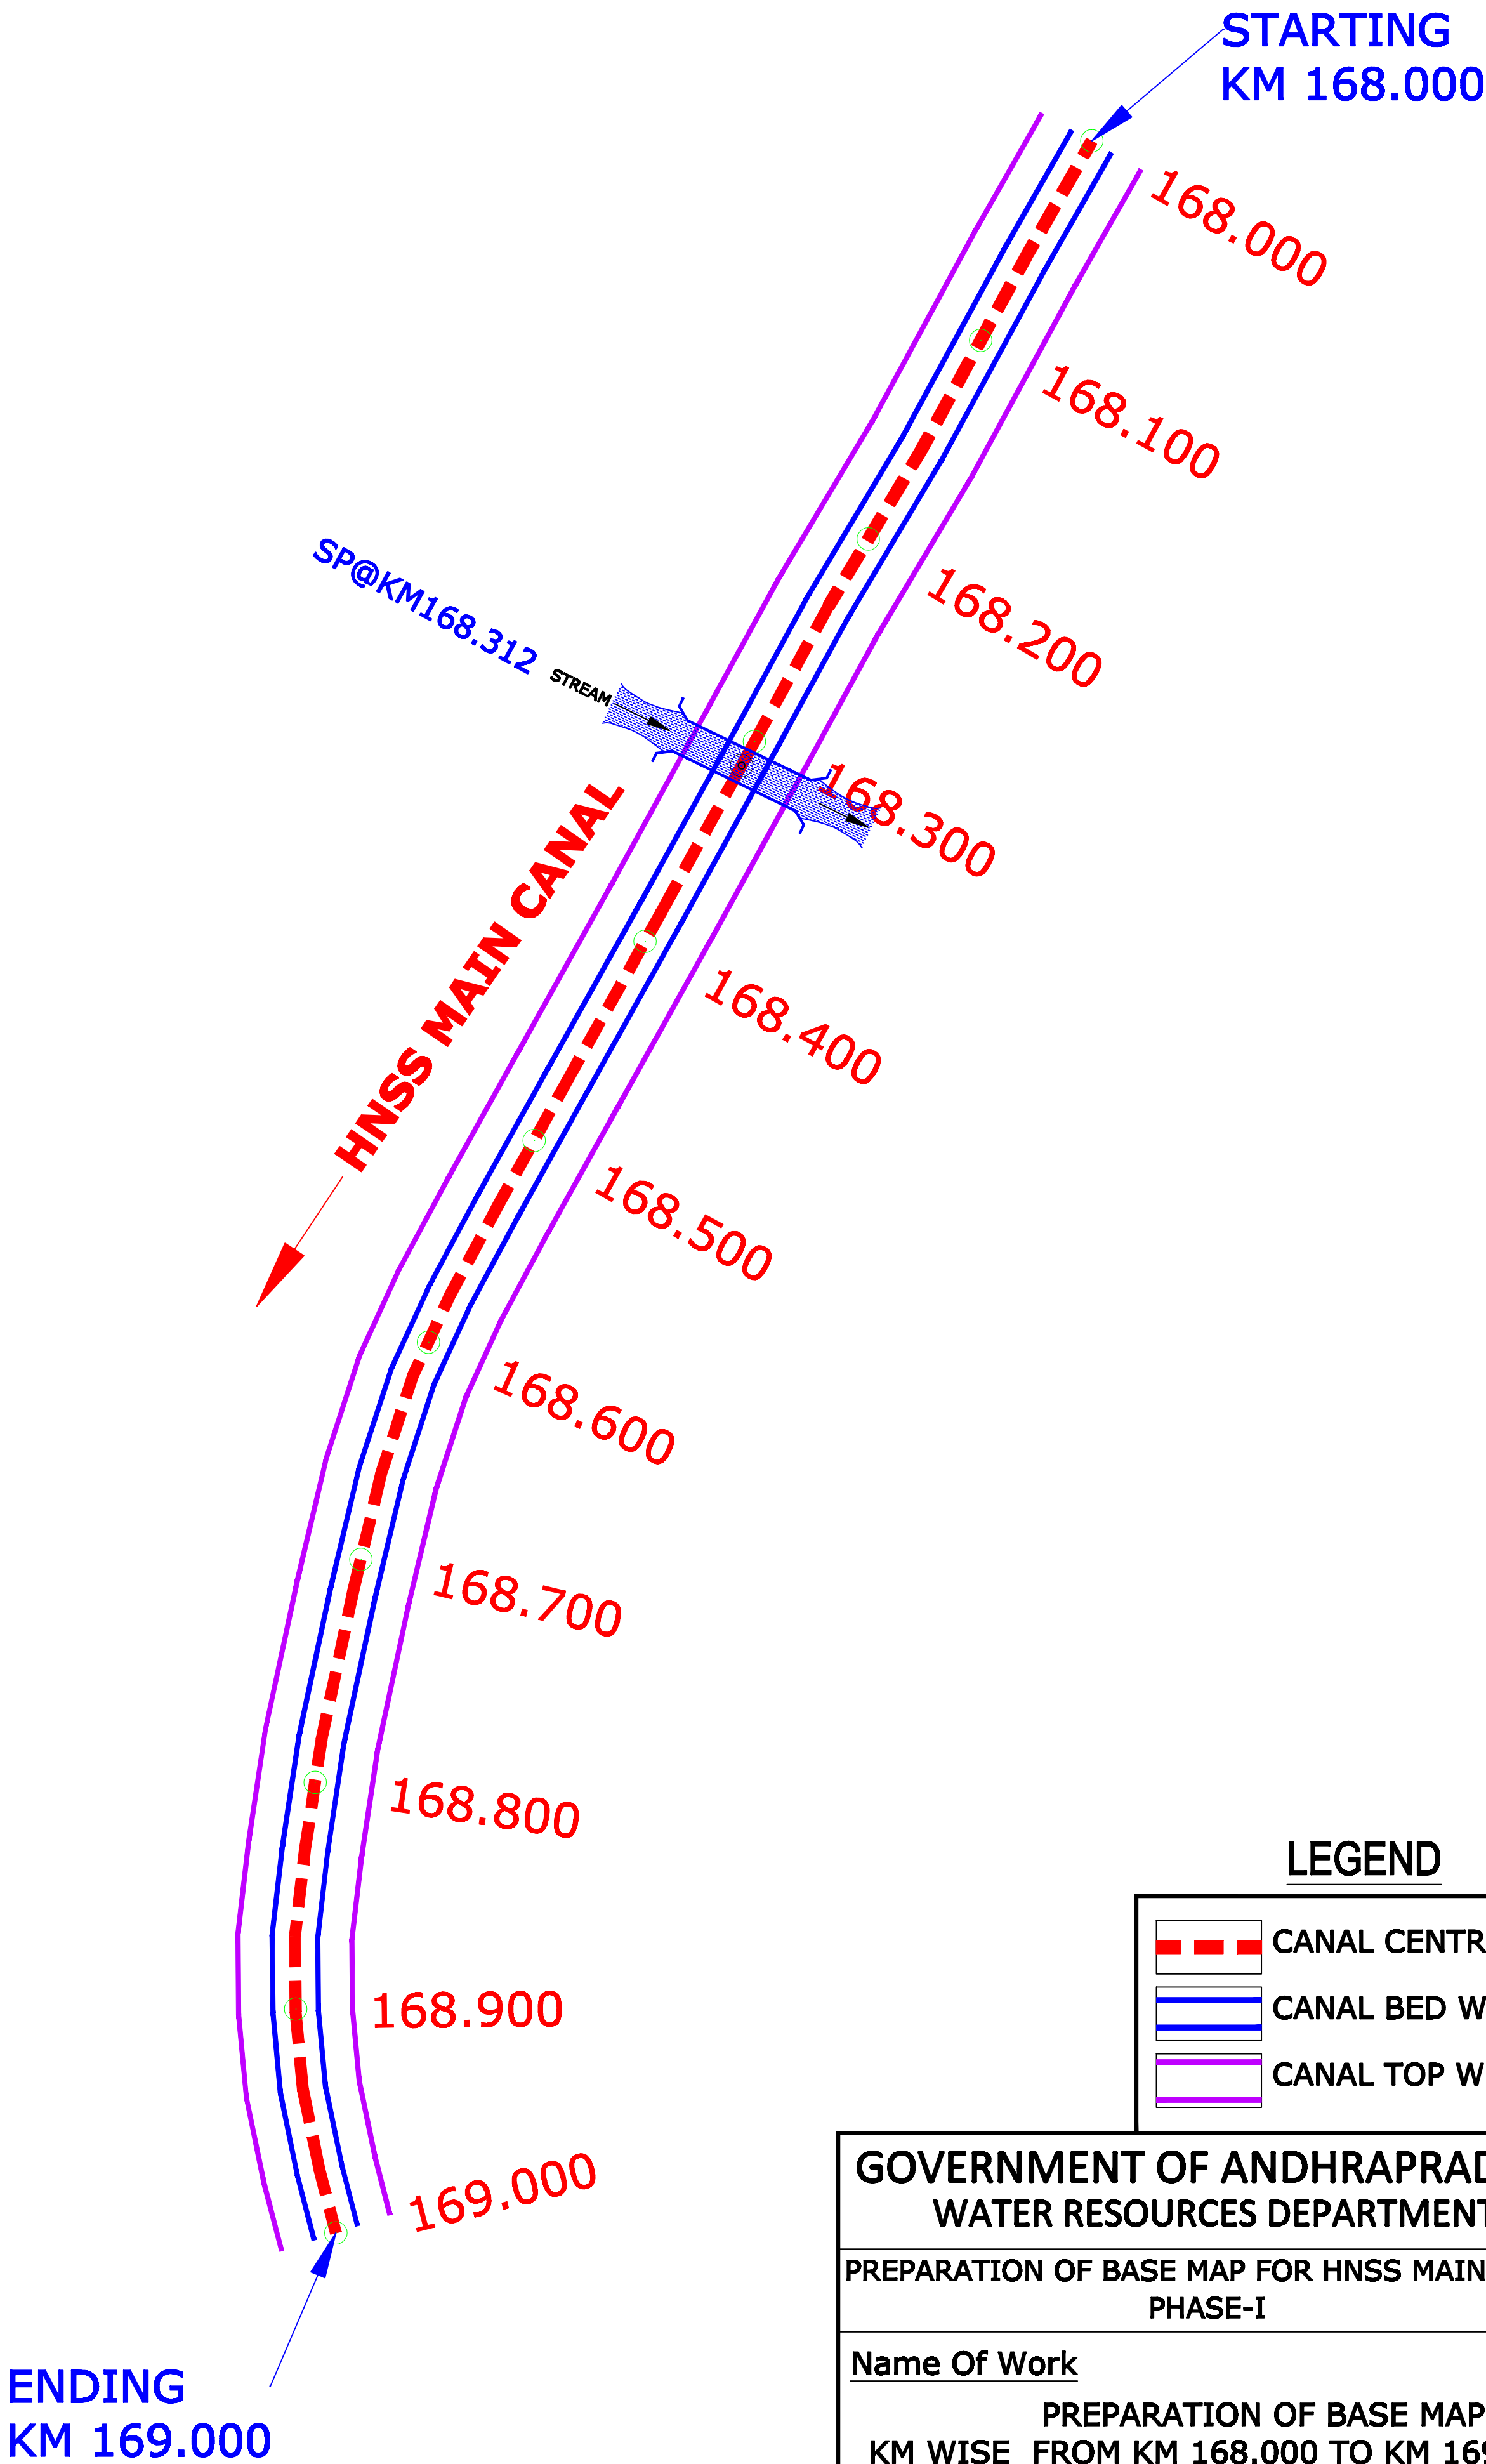 STARTING
KM 168.000
168.000
168.100
168.200
SP@KM168.312
STREAM
168.300
HNSS MAIN CANAL
168.400
168.500
168.600
168.700
168.800
168.900
169.000
ENDING
KM 169.000
LEGEND
CANAL CENTR
CANAL BED W
CANAL TOP W
GOVERNMENT OF ANDHRAPRAD
WATER RESOURCES DEPARTMENT
PREPARATION OF BASE MAP FOR HNSS MAIN
PHASE-I
Name Of Work
PREPARATION OF BASE MAP
KM WISE FROM KM 168.000 TO KM 169